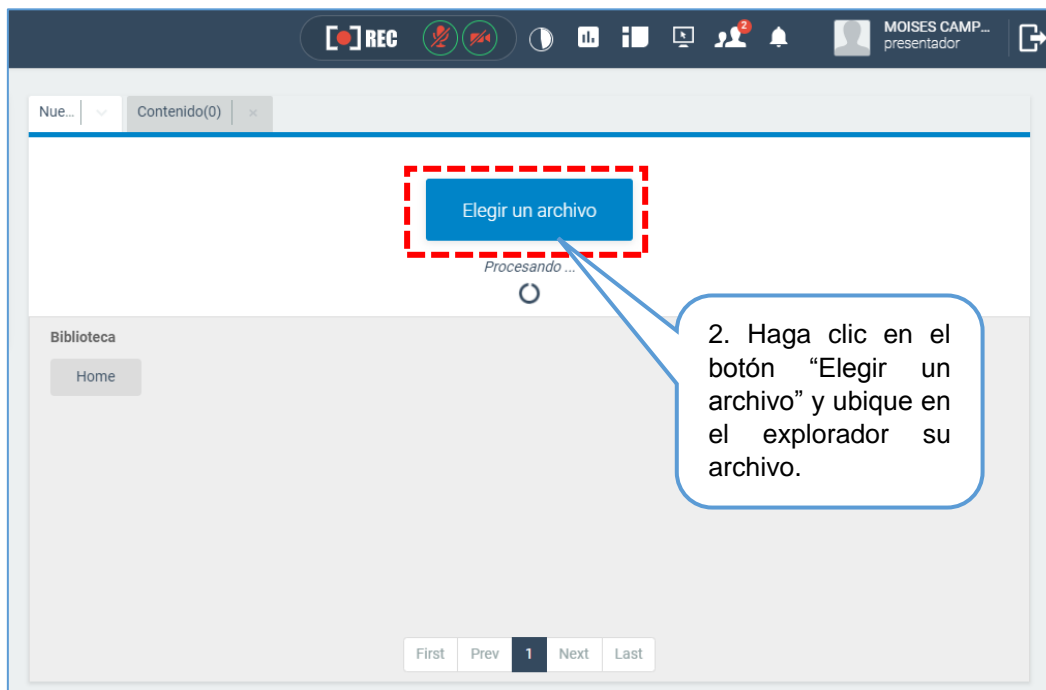 REC
2
MOISES CAMP...
presentador
Nue...
Contenido(0)
Elegir un archivo
Procesando ...
Biblioteca
Home
2. Haga clic en el
botón “Elegir un
archivo” y ubique en
el explorador su
archivo.
First Prev 1 Next Last